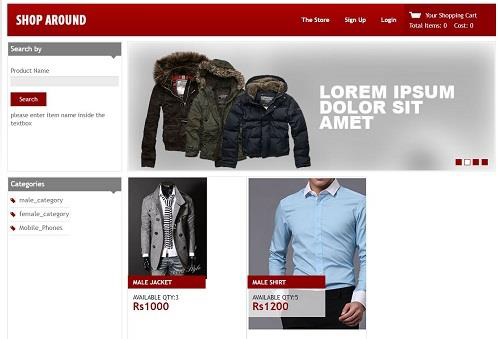 SHOP AROUND
The Store
Sign Up
Login
Your Shopping Cart
Total Items: 0 Cost: 0
Search by
Product Name
Search
please enter item name inside the
textbox
LOREM IPSUM
DOLOR SIT
AMET
Categories
male_category
female_category
Mobile_Phones
MALE JACKET
AVAILABLE QTY:3
Rs1000
MALE SHIRT
AVAILABLE QTY:5
Rs1200